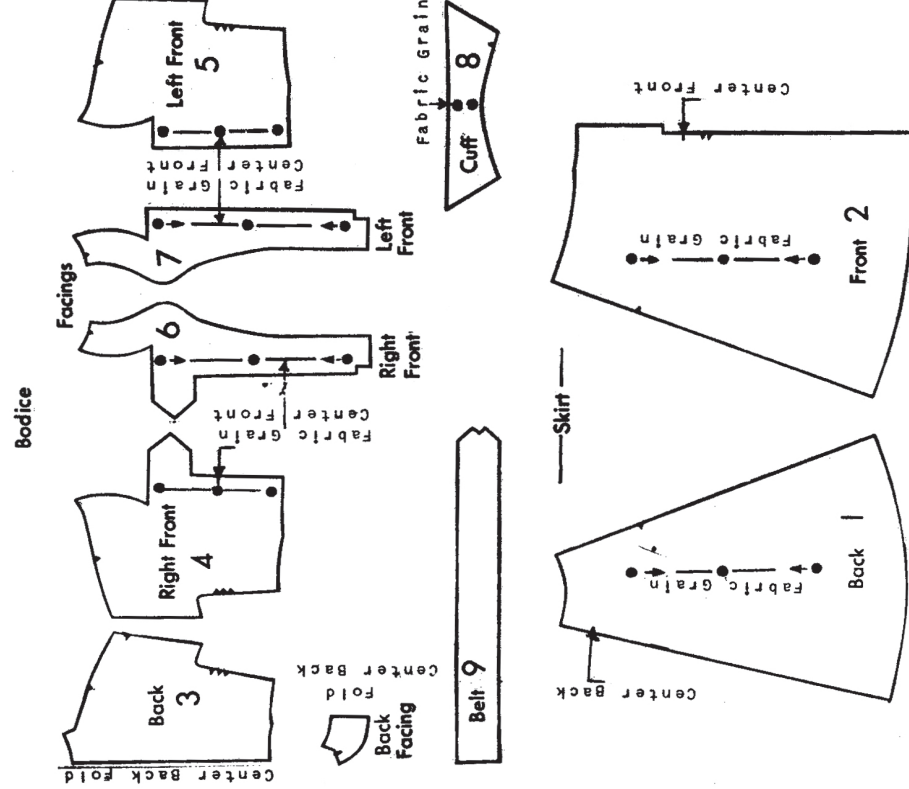 Bodice
Facings
Center Back Fold
Back
3
Right Front
4
Fabric Grain
Center Front
6
Right
Front
7
Left
Front
Fabric Grain
Center Front
Left Front
5
Back
Facing
Fold
Center Back
Belt 9
Fabric Grain
Cuff 8
Skirt
Center Back
Fabric Grain
Back 1
Fabric Grain
Front 2
Center Front